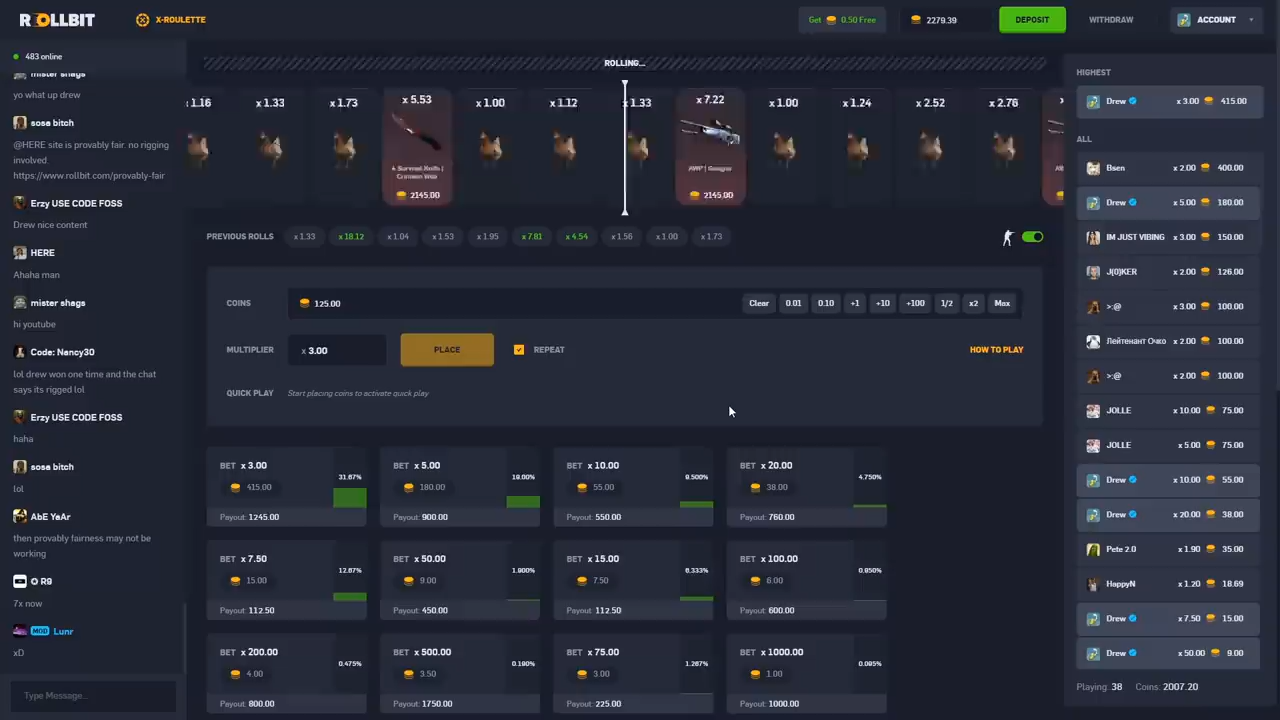 ROLLBIT
X-ROULETTE
Get 0.50 Free
2279.39
DEPOSIT
WITHDRAW
ACCOUNT
483 online
mister shags
yo what up drew
sosa bitch
@HERE site is provably fair. no rigging
involved.
https://www.rollbit.com/provably-fair
Erzy USE CODE FOSS
Drew nice content
HERE
Ahaha man
mister shags
hi youtube
Code: Nancy30
lol drew won one time and the chat
says its rigged lol
Erzy USE CODE FOSS
haha
sosa bitch
lol
AbE YaAr
then provably fairness may not be
working
O R9
7x now
MOD Lunr
xD
Type Message...
ROLLING...
x 1.16
x 1.33
x 1.73
x 5.53
x 1.00
x 1.12
x 1.33
x 7.22
x 1.00
x 1.24
x 2.52
x 2.76
Survival Knife |
Crimson Web
2145.00
AWP |
2145.00
PREVIOUS ROLLS x 1.33 x 18.12 x 1.04 x 1.53 x 1.95 x 7.81 x 4.54 x 1.56 x 1.00 x 1.73
COINS 125.00 Clear 0.01 0.10 +1 +10 +100 1/2 x2 Max
MULTIPLIER x 3.00 PLACE REPEAT HOW TO PLAY
QUICK PLAY Start placing coins to activate quick play
BET x 3.00
31.67%
415.00
Payout: 1245.00
BET x 5.00
19.00%
180.00
Payout: 900.00
BET x 10.00
9.500%
55.00
Payout: 550.00
BET x 20.00
4.750%
38.00
Payout: 760.00
BET x 7.50
12.67%
15.00
Payout: 112.50
BET x 50.00
1.900%
9.00
Payout: 450.00
BET x 15.00
6.333%
7.50
Payout: 112.50
BET x 100.00
0.950%
6.00
Payout: 600.00
BET x 200.00
0.475%
4.00
Payout: 800.00
BET x 500.00
0.190%
3.50
Payout: 1750.00
BET x 75.00
1.267%
3.00
Payout: 225.00
BET x 1000.00
0.095%
1.00
Payout: 1000.00
HIGHEST
Drew x 3.00 415.00
ALL
Bsen x 2.00 400.00
Drew x 5.00 180.00
IM JUST VIBING x 3.00 150.00
J(0)KER x 2.00 126.00
>:@ x 3.00 100.00
Лейтенант Очко x 2.00 100.00
>:@ x 2.00 100.00
JOLLE x 10.00 75.00
JOLLE x 5.00 75.00
Drew x 10.00 55.00
Drew x 20.00 38.00
Pete 2.0 x 1.90 35.00
HappyN x 1.20 18.69
Drew x 7.50 15.00
Drew x 50.00 9.00
Playing: 38 Coins: 2007.20